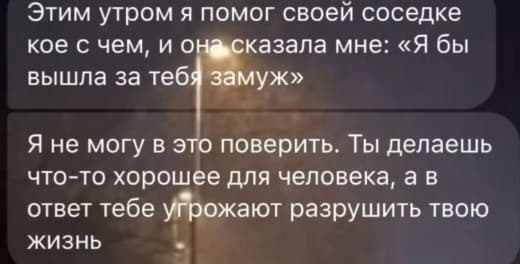 Этим утром я помог своей соседке
кое с чем, и она сказала мне: «Я бы
вышла за тебя замуж»
Я не могу в это поверить. Ты делаешь
что-то хорошее для человека, а в
ответ тебе угрожают разрушить твою
жизнь